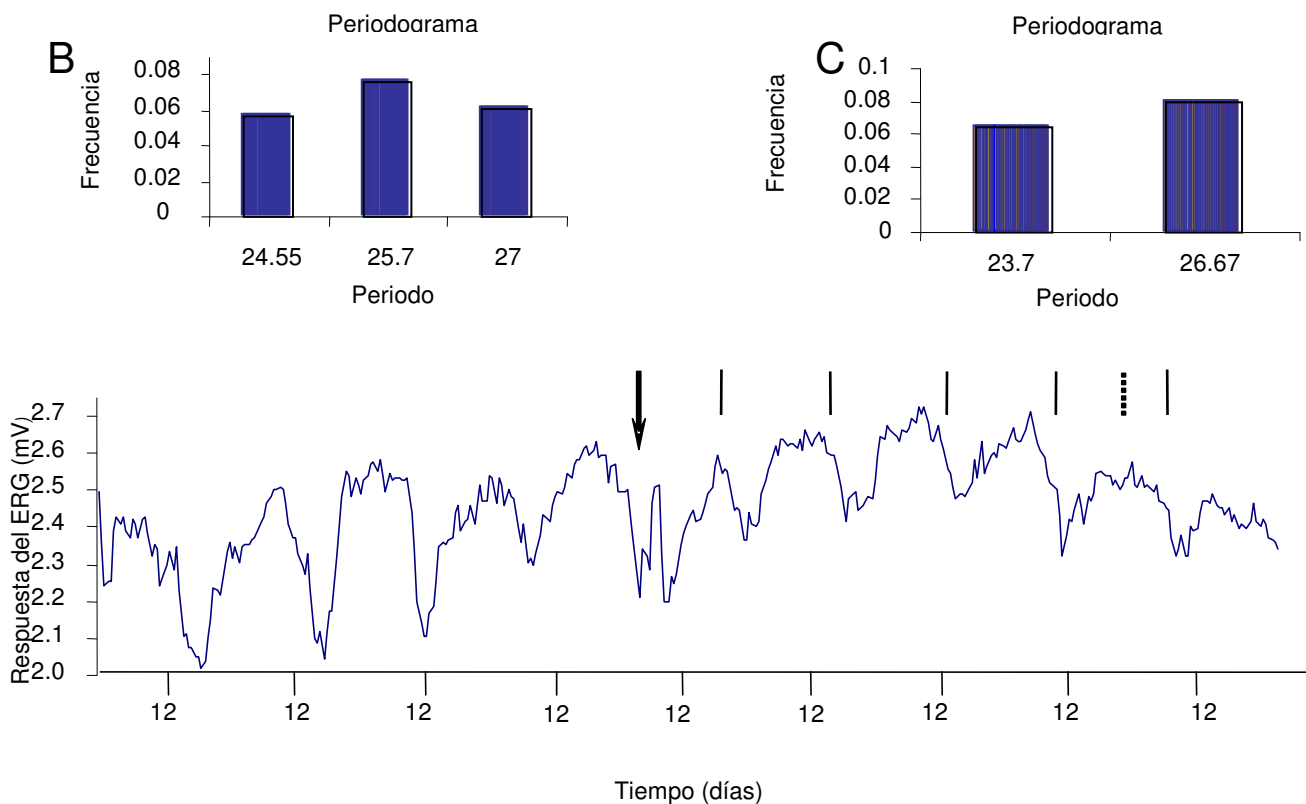 Periodograma
B
Frecuencia
0.08
0.06
0.04
0.02
0
24.55 25.7 27
Periodo
Periodograma
C
Frecuencia
0.1
0.08
0.06
0.04
0.02
0
23.7 26.67
Periodo
Respuesta del ERG (mV)
2.7
2.6
2.5
2.4
2.3
2.2
2.1
2.0
12 12 12 12 12 12 12 12 12
Tiempo (días)